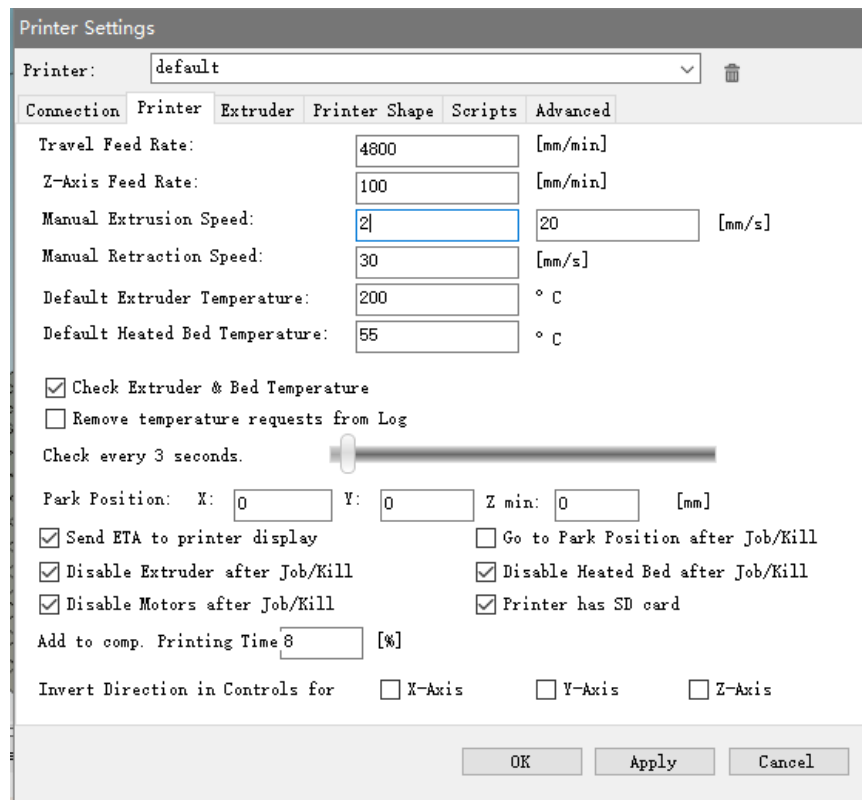 Printer Settings
Printer: default
Connection Printer Extruder Printer Shape Scripts Advanced
Travel Feed Rate: 4800 [mm/min]
Z-Axis Feed Rate: 100 [mm/min]
Manual Extrusion Speed: 2 20 [mm/s]
Manual Retraction Speed: 30 [mm/s]
Default Extruder Temperature: 200 ° C
Default Heated Bed Temperature: 55 ° C
Check Extruder & Bed Temperature
Remove temperature requests from Log
Check every 3 seconds.
Park Position: X: 0 Y: 0 Z min: 0 [mm]
Send ETA to printer display Go to Park Position after Job/Kill
Disable Extruder after Job/Kill Disable Heated Bed after Job/Kill
Disable Motors after Job/Kill Printer has SD card
Add to comp. Printing Time 8 [%]
Invert Direction in Controls for X-Axis Y-Axis Z-Axis
OK Apply Cancel